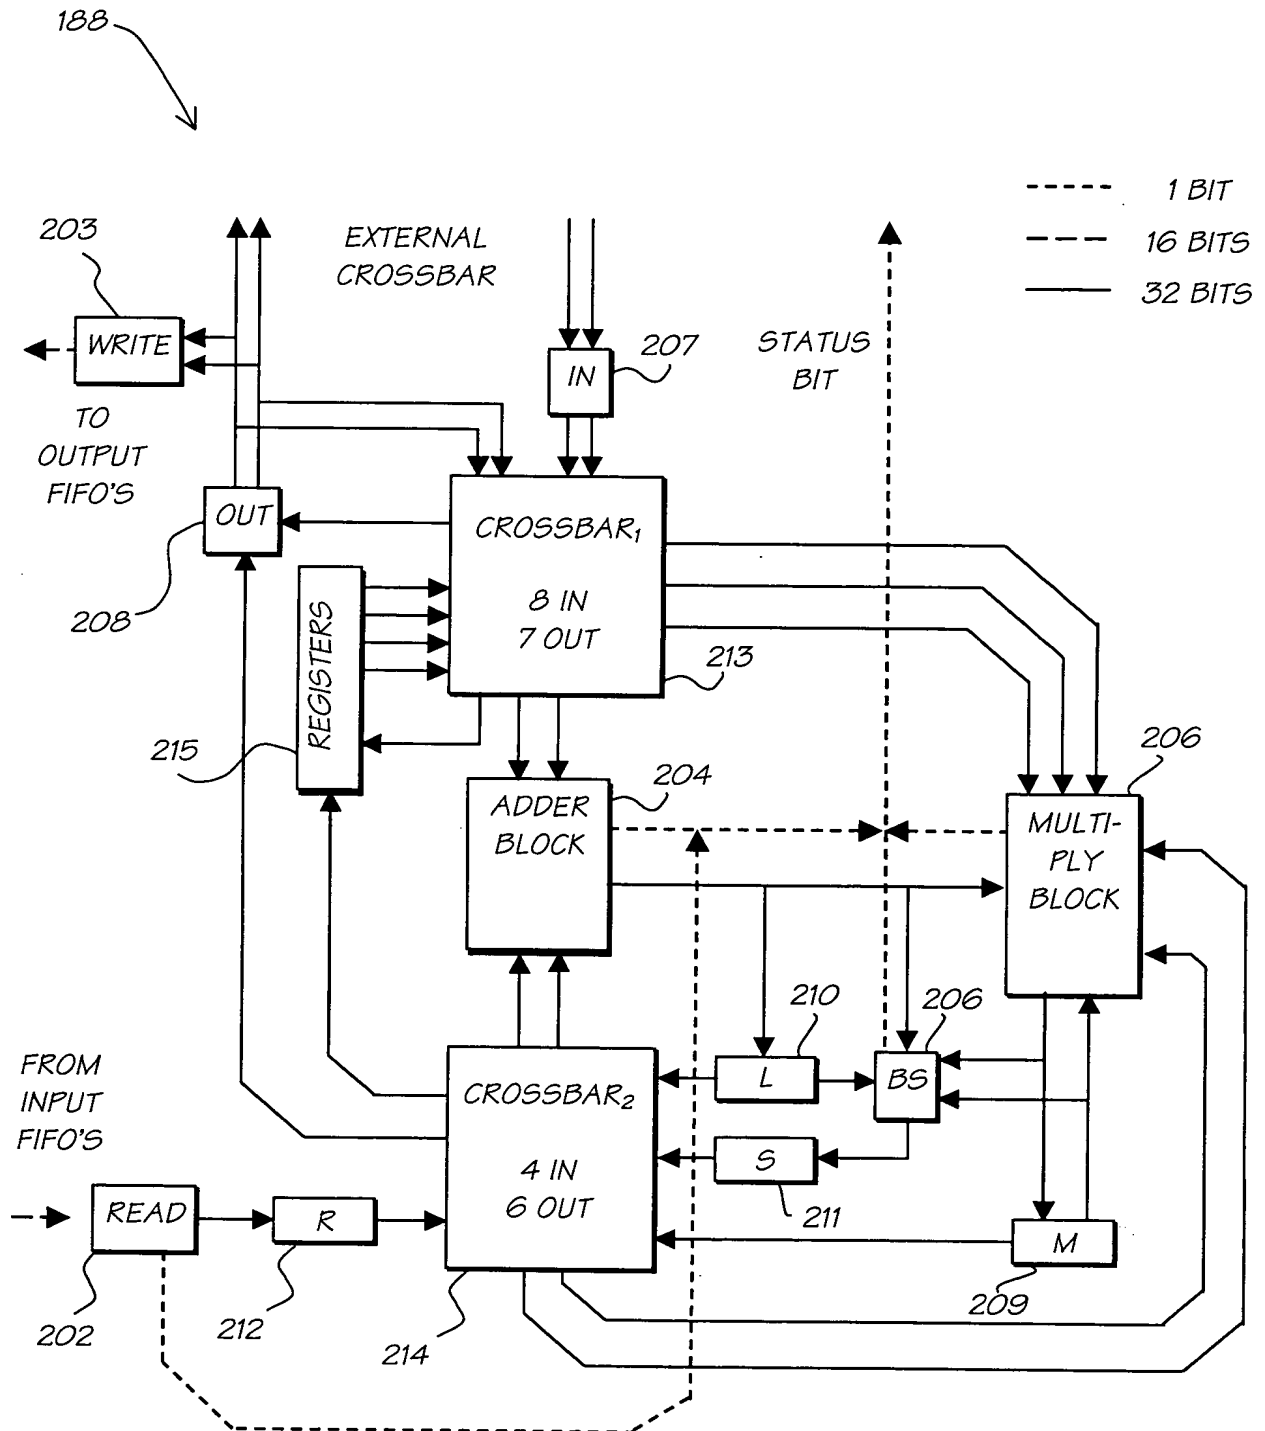 188
1 BIT
16 BITS
32 BITS
203
EXTERNAL
CROSSBAR
WRITE
207
IN
STATUS
BIT
TO
OUTPUT
FIFO'S
OUT
208
CROSSBAR1
8 IN
7 OUT
213
REGISTERS
215
204
ADDER
BLOCK
206
MULTI-
PLY
BLOCK
210
206
L
BS
FROM
INPUT
FIFO'S
CROSSBAR2
4 IN
6 OUT
S
211
READ
R
M
209
202
212
214